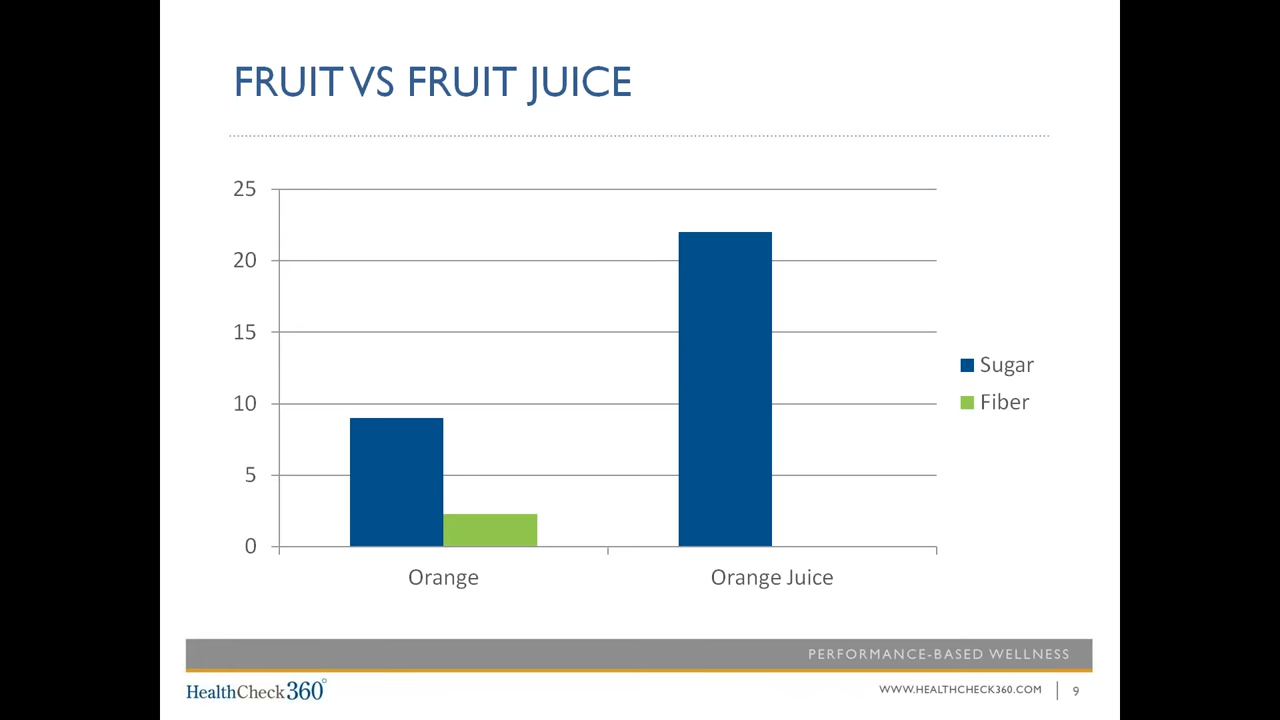 FRUIT VS FRUIT JUICE
25
20
15
10
5
0
Orange
Orange Juice
Sugar
Fiber
PERFORMANCE-BASED WELLNESS
HealthCheck360°
WWW.HEALTHCHECK360.COM
9